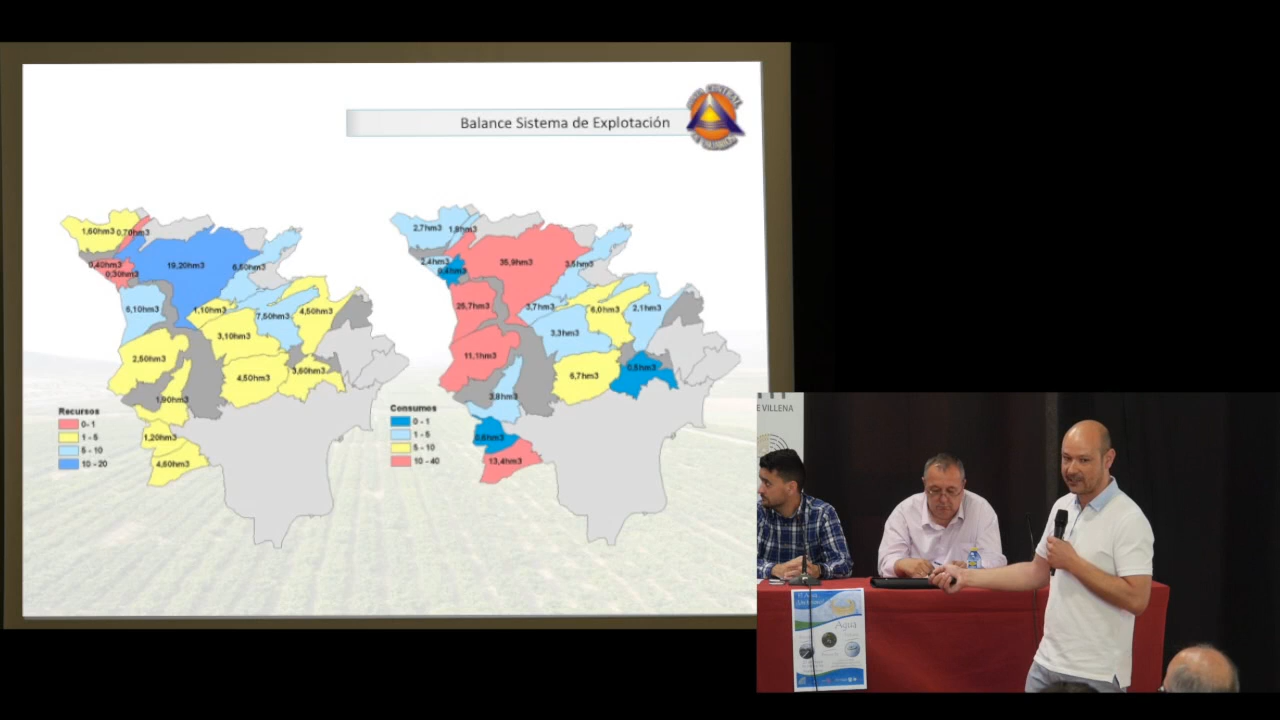 Balance Sistema de Explotación
1,60hm3
0,70hm3
0,40hm3
0,30hm3
19,20hm3
6,50hm3
6,10hm3
1,10hm3
7,50hm3
4,50hm3
3,10hm3
2,50hm3
4,50hm3
3,60hm3
1,90hm3
1,20hm3
4,60hm3
Recursos
0- 1
1 - 5
5 - 10
10 - 20
2,7hm3
1,8hm3
2,4hm3
0,4hm3
35,9hm3
3,5hm3
25,7hm3
3,7hm3
6,0hm3
2,1hm3
3,3hm3
11,1hm3
6,7hm3
0,5hm3
3,8hm3
0,6hm3
13,4hm3
Consumos
0 - 1
1 - 5
5 - 10
10 - 40
E VILLENA
Agua